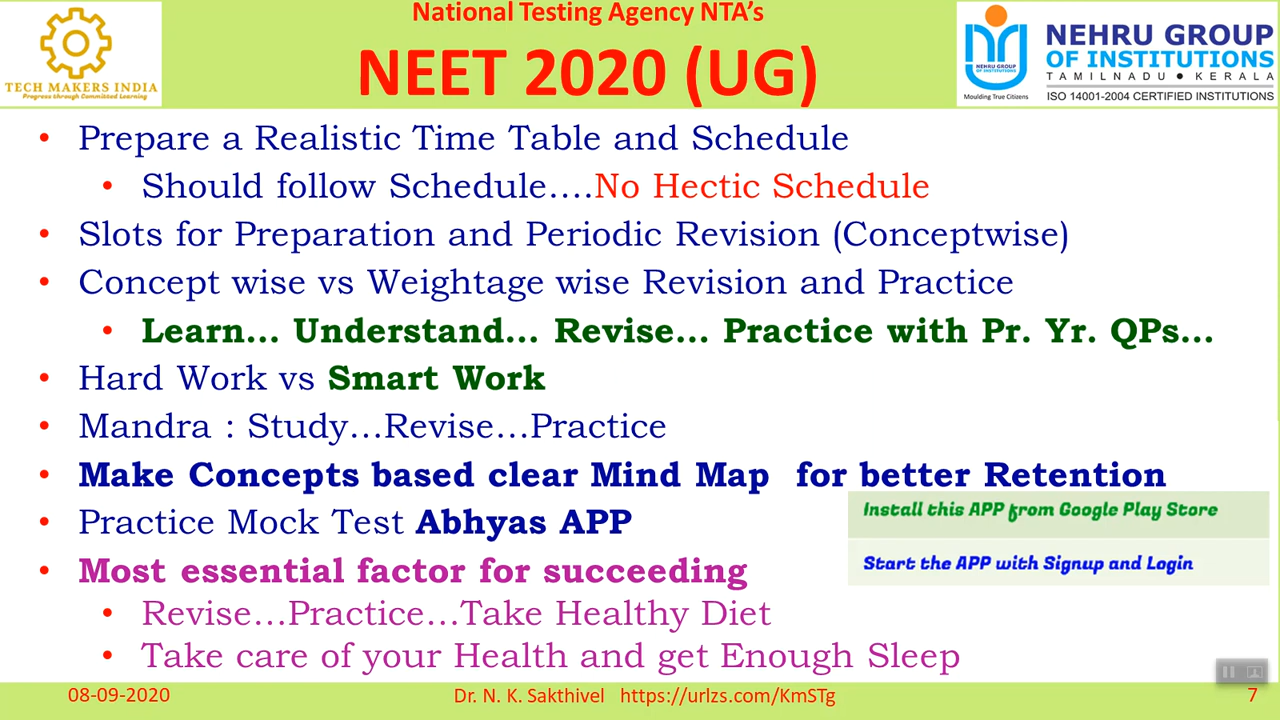 National Testing Agency NTA's
NEET 2020 (UG)
TECH MAKERS INDIA
Progress through Committed Learning
NEHRU GROUP
OF INSTITUTIONS
Moulding True Citizens
NEHRU GROUP
OF INSTITUTIONS
TAMILNADU • KERALA
ISO 14001-2004 CERTIFIED INSTITUTIONS
• Prepare a Realistic Time Table and Schedule
• Should follow Schedule....No Hectic Schedule
• Slots for Preparation and Periodic Revision (Conceptwise)
• Concept wise vs Weightage wise Revision and Practice
• Learn... Understand... Revise... Practice with Pr. Yr. QPs...
• Hard Work vs Smart Work
• Mandra : Study...Revise...Practice
• Make Concepts based clear Mind Map for better Retention
• Practice Mock Test Abhyas APP
Install this APP from Google Play Store
Start the APP with Signup and Login
• Most essential factor for succeeding
• Revise...Practice...Take Healthy Diet
• Take care of your Health and get Enough Sleep
08-09-2020
Dr. N. K. Sakthivel https://urlzs.com/KmSTg
7